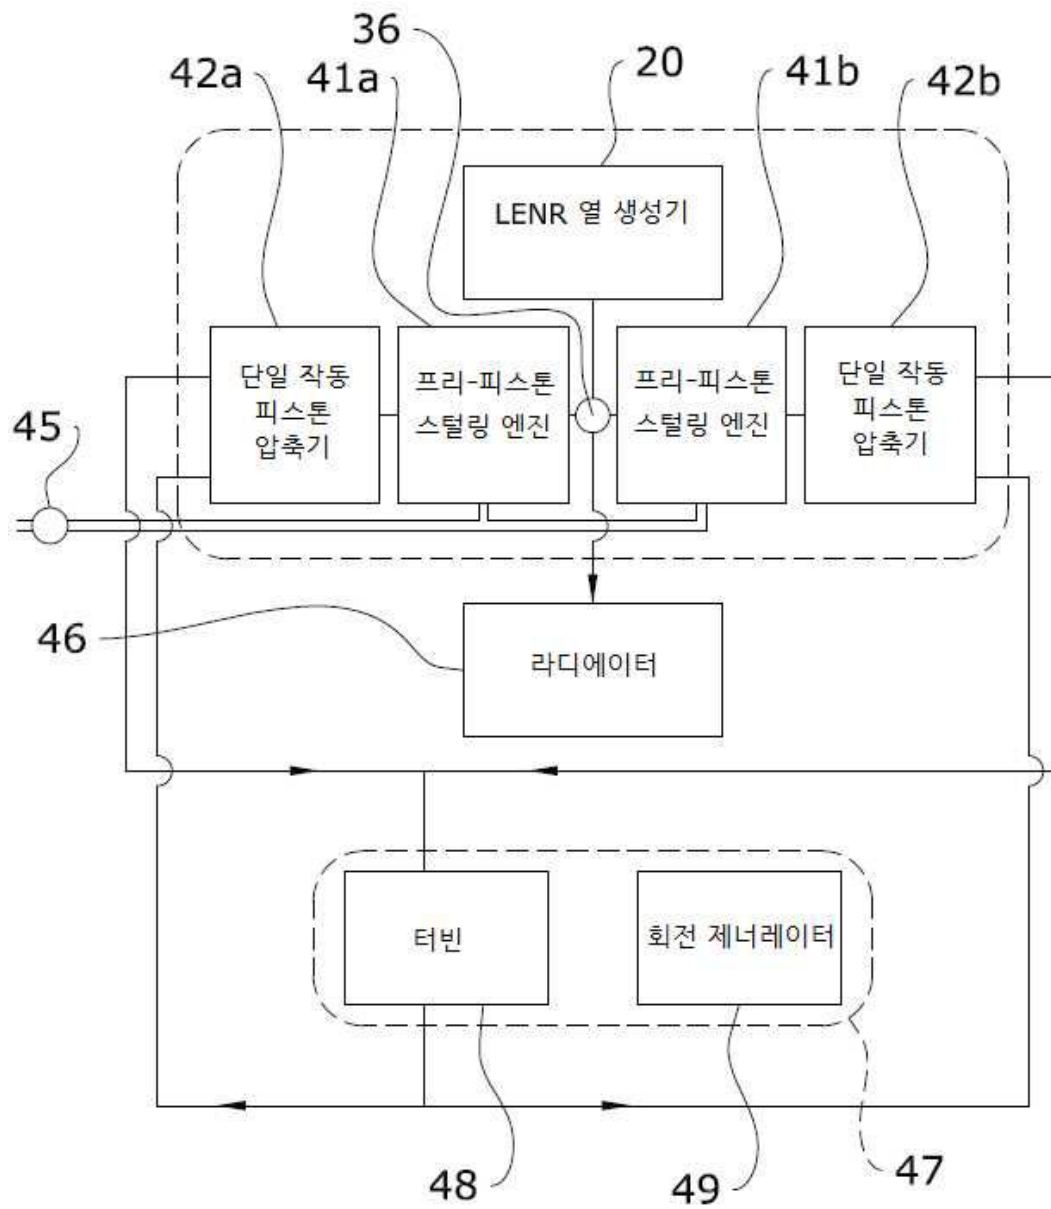 36
42a
41a
20
41b
42b
LENR 열 생성기
단일 작동
피스톤
압축기
프리-피스톤
스털링 엔진
프리-피스톤
스털링 엔진
단일 작동
피스톤
압축기
45
46
라디에이터
터빈
회전 제너레이터
48
49
47